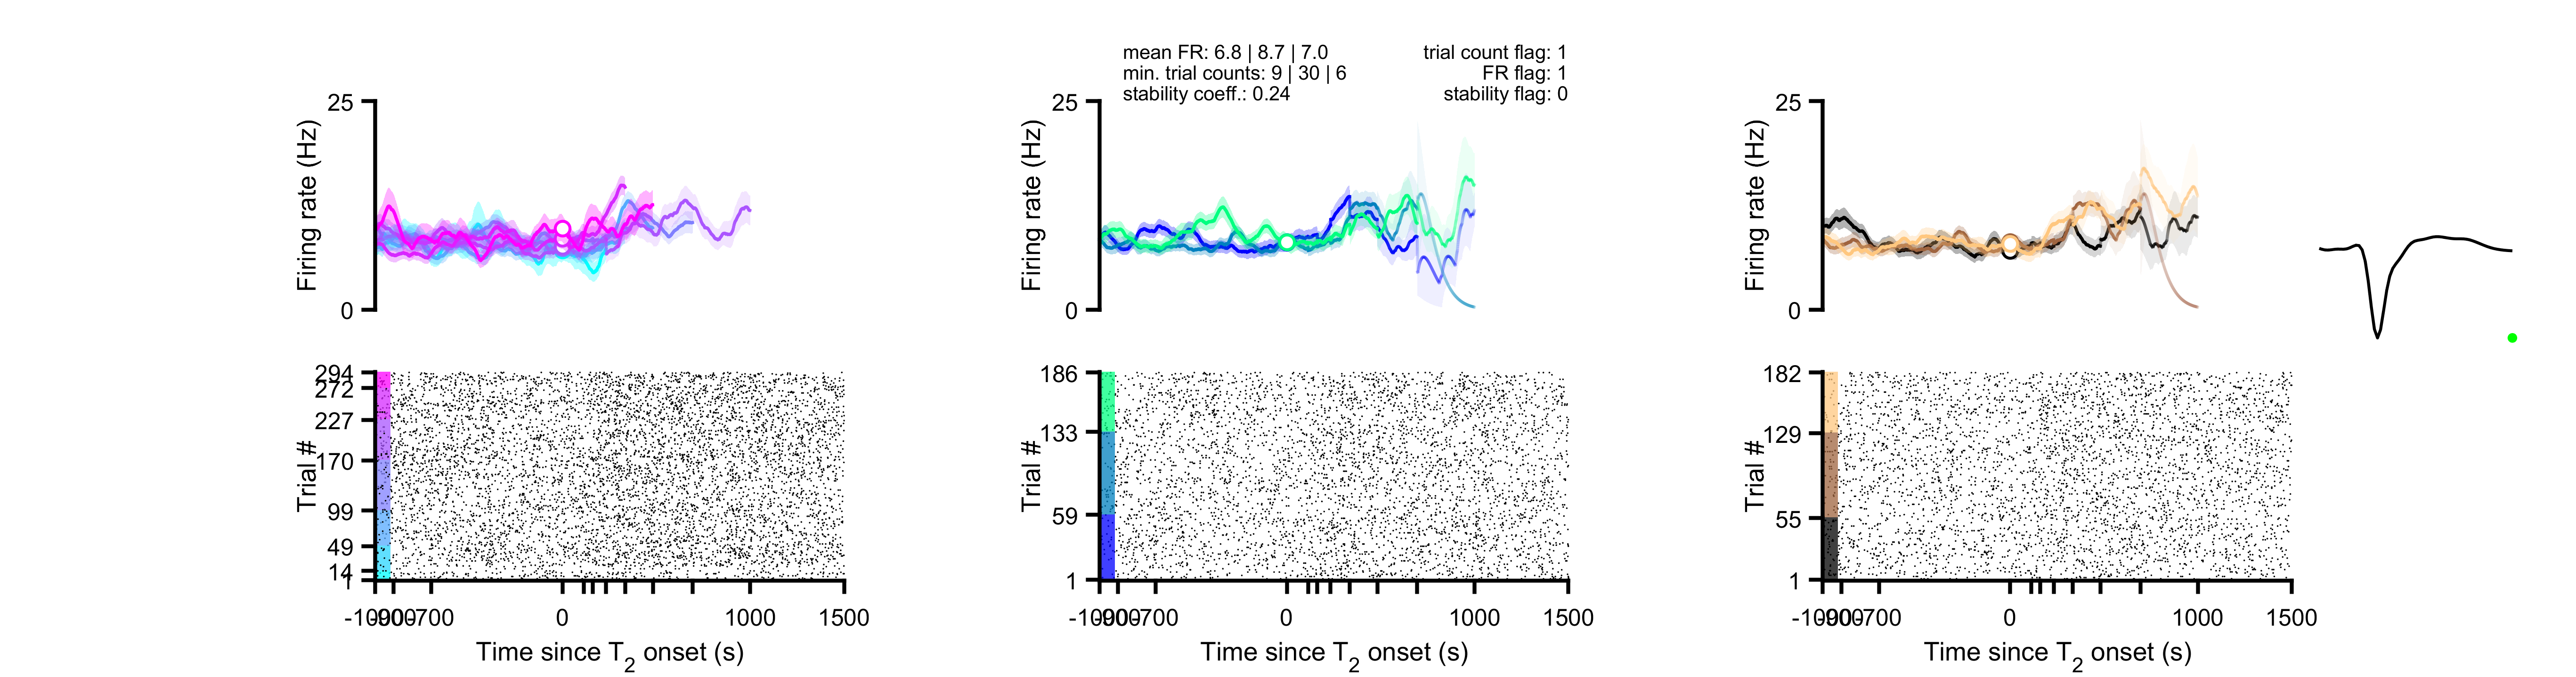 mean FR: 6.8 | 8.7 | 7.0
min. trial counts: 9 | 30 | 6
stability coeff.: 0.24
trial count flag: 1
FR flag: 1
stability flag: 0
25
0
Firing rate (Hz)
25
0
Firing rate (Hz)
25
0
Firing rate (Hz)
294
272
227
170
99
49
14
Trial #
0
1000
1500
Time since T2 onset (s)
186
133
59
1
Trial #
0
1000
1500
Time since T2 onset (s)
182
129
55
1
Trial #
0
1000
1500
Time since T2 onset (s)